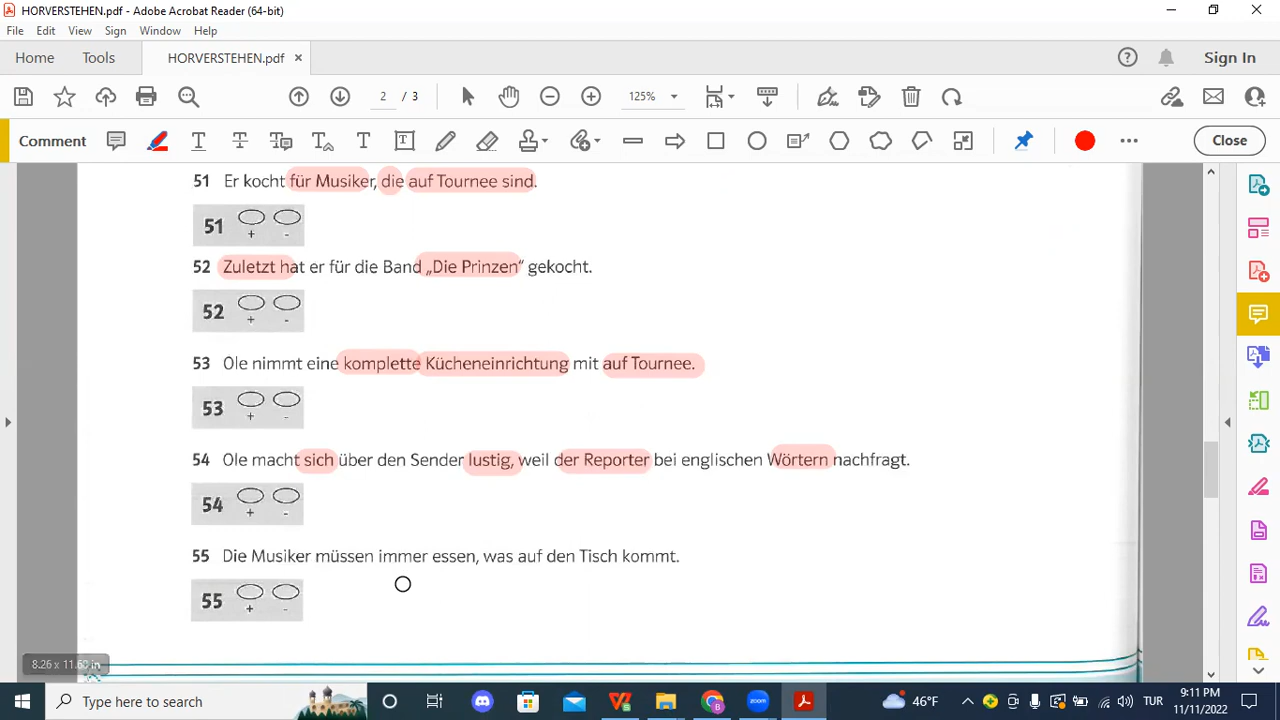 HORVERSTEHEN.pdf - Adobe Acrobat Reader (64-bit)
File Edit View Sign Window Help
Home Tools HORVERSTEHEN.pdf × Sign In
2 / 3 125%
Comment Close
51 Er kocht für Musiker, die auf Tournee sind.
51 + -
52 Zuletzt hat er für die Band „Die Prinzen“ gekocht.
52 + -
53 Ole nimmt eine komplette Kücheneinrichtung mit auf Tournee.
53 + -
54 Ole macht sich über den Sender lustig, weil der Reporter bei englischen Wörtern nachfragt.
54 + -
55 Die Musiker müssen immer essen, was auf den Tisch kommt.
55 + -
8.26 x 11.60 in
Type here to search 46°F TUR 9:11 PM
11/11/2022